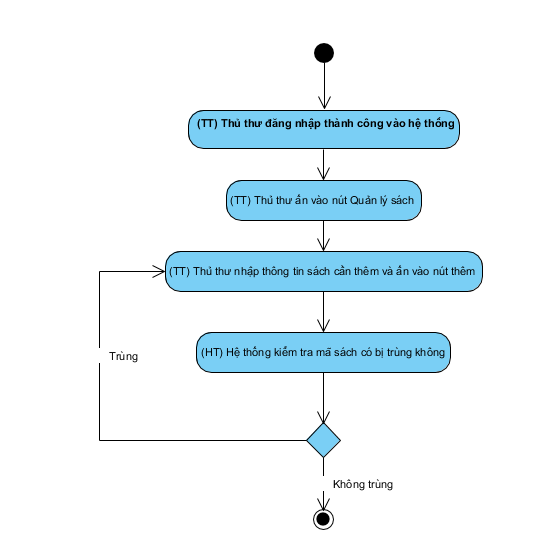 (TT) Thủ thư đăng nhập thành công vào hệ thống
(TT) Thủ thư ấn vào nút Quản lý sách
(TT) Thủ thư nhập thông tin sách cần thêm và ấn vào nút thêm
(HT) Hệ thống kiểm tra mã sách có bị trùng không
Trùng
Không trùng